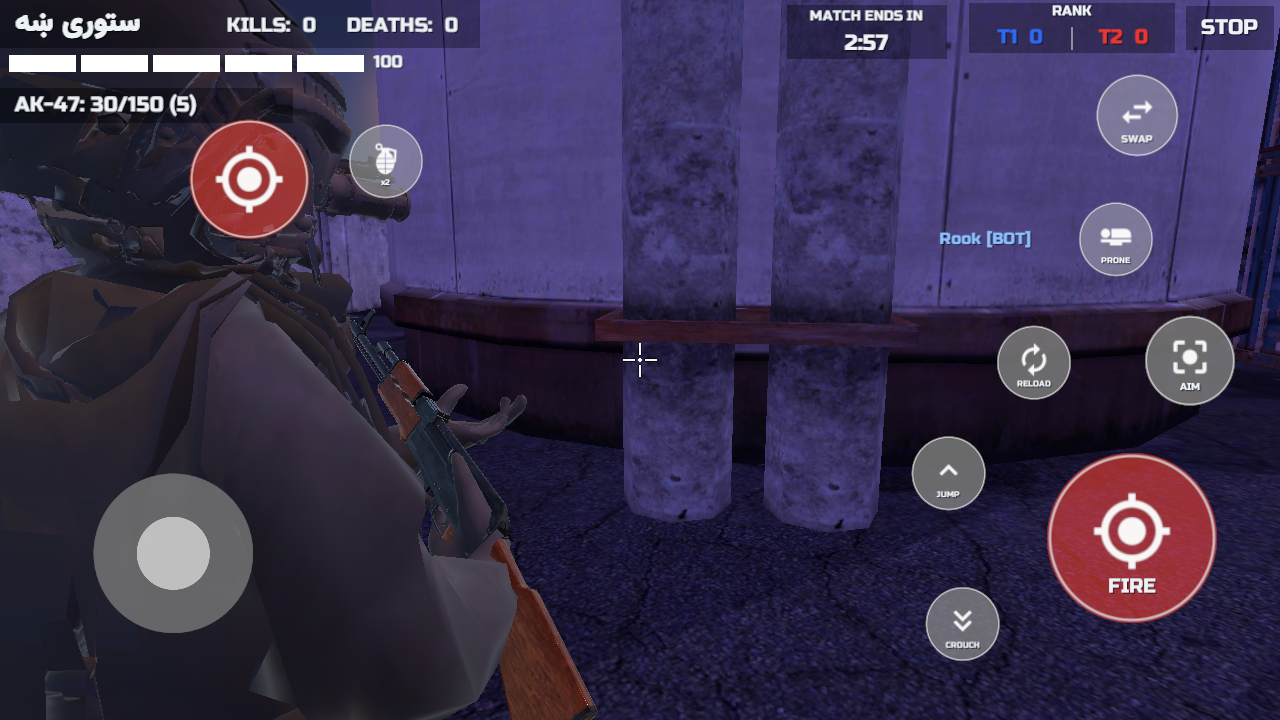 ستوری ښه
KILLS: 0
DEATHS: 0
MATCH ENDS IN
2:57
RANK
T1 0 | T2 0
STOP
100
AK-47: 30/150 (5)
x2
SWAP
Rook [BOT]
PRONE
RELOAD
AIM
JUMP
FIRE
CROUCH